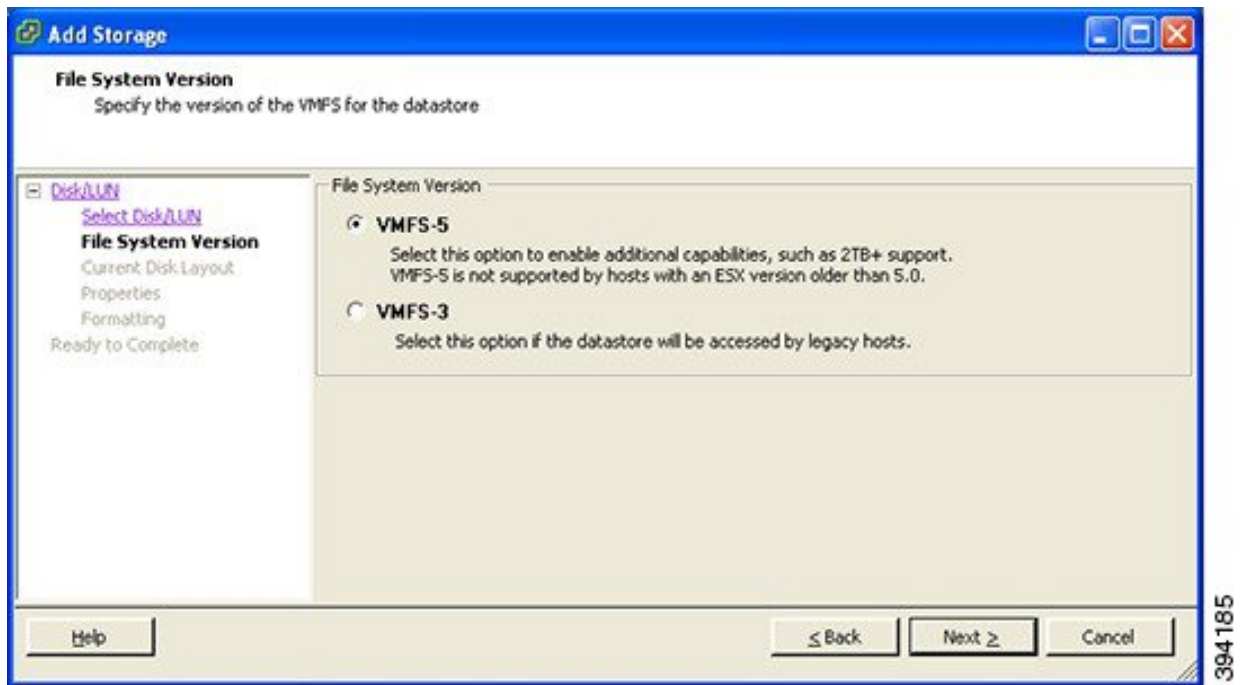 Add Storage
File System Version
Specify the version of the VMFS for the datastore
Disk/LUN
Select Disk/LUN
File System Version
Current Disk Layout
Properties
Formatting
Ready to Complete
File System Version
VMFS-5
Select this option to enable additional capabilities, such as 2TB+ support.
VMFS-5 is not supported by hosts with an ESX version older than 5.0.
VMFS-3
Select this option if the datastore will be accessed by legacy hosts.
Help
< Back
Next >
Cancel
394185